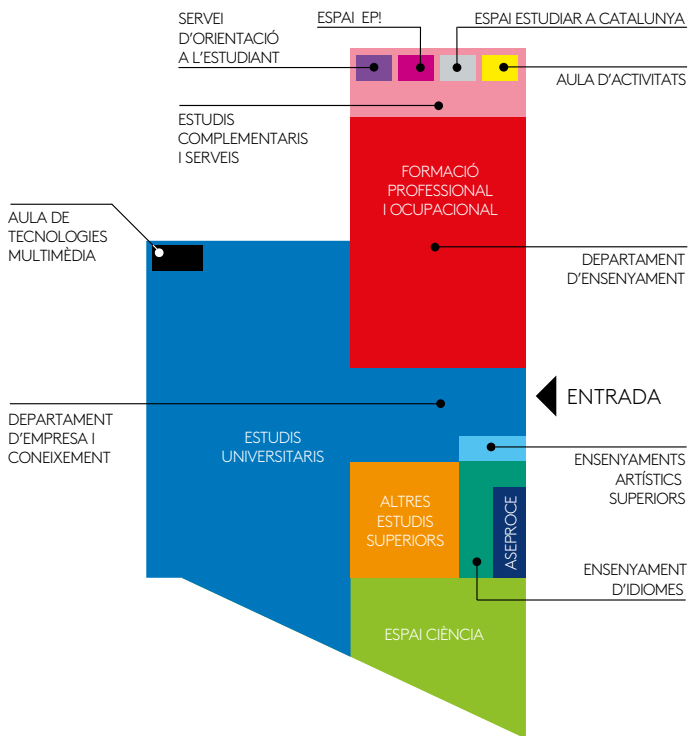 SERVEI
D'ORIENTACIÓ
A L'ESTUDIANT
ESPAI EP!
ESPAI ESTUDIAR A CATALUNYA
AULA D'ACTIVITATS
ESTUDIS
COMPLEMENTARIS
I SERVEIS
FORMACIÓ
PROFESSIONAL
I OCUPACIONAL
AULA DE
TECNOLOGIES
MULTIMÈDIA
DEPARTAMENT
D'ENSENYAMENT
ENTRADA
DEPARTAMENT
D'EMPRESA I
CONEIXEMENT
ESTUDIS
UNIVERSITARIS
ENSENYAMENTS
ARTÍSTICS
SUPERIORS
ALTRES
ESTUDIS
SUPERIORS
ASEPROCE
ENSENYAMENT
D'IDIOMES
ESPAI CIÈNCIA